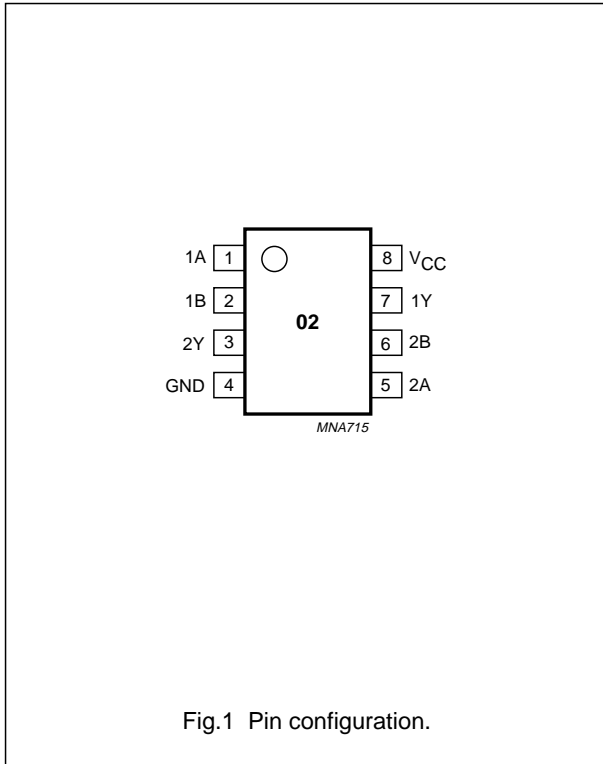 1A 1 8 VCC
1B 2 7 1Y
02
2Y 3 6 2B
GND 4 5 2A
MNA715
Fig.1 Pin configuration.